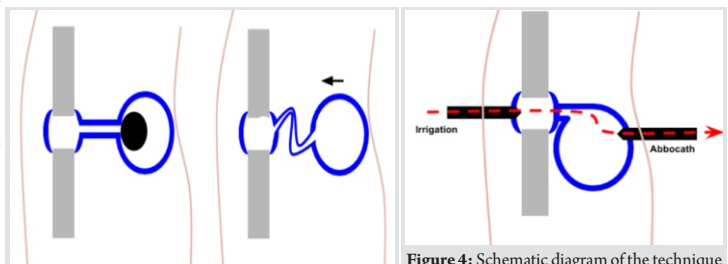 Irrigation
Abbocath
Figure 4: Schematic diagram of the technique